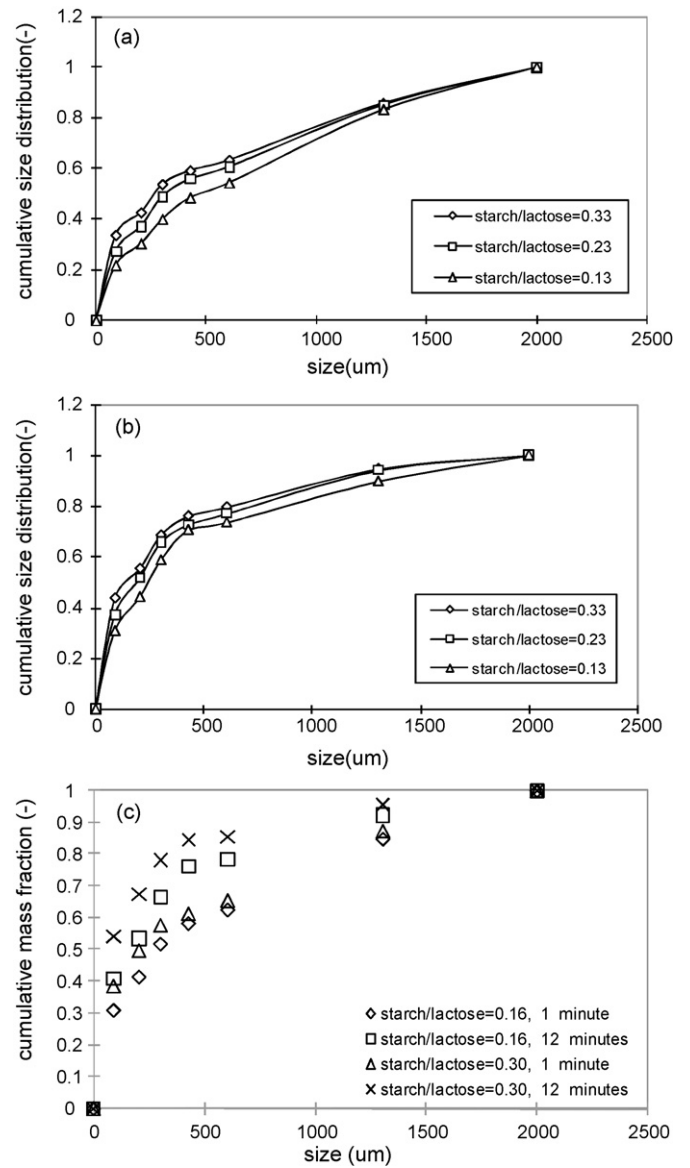 (a)
cumulative size distribution(-)
1.2
1
0.8
0.6
0.4
0.2
0
starch/lactose=0.33
starch/lactose=0.23
starch/lactose=0.13
0
500
1000
1500
2000
2500
size(um)
(b)
cumulative size distribution(-)
1.2
1
0.8
0.6
0.4
0.2
0
starch/lactose=0.33
starch/lactose=0.23
starch/lactose=0.13
0
500
1000
1500
2000
2500
size(um)
(c)
cumulative mass fraction (-)
1
0.9
0.8
0.7
0.6
0.5
0.4
0.3
0.2
0.1
0
starch/lactose=0.16, 1 minute
starch/lactose=0.16, 12 minutes
starch/lactose=0.30, 1 minute
starch/lactose=0.30, 12 minutes
0
500
1000
1500
2000
2500
size (um)